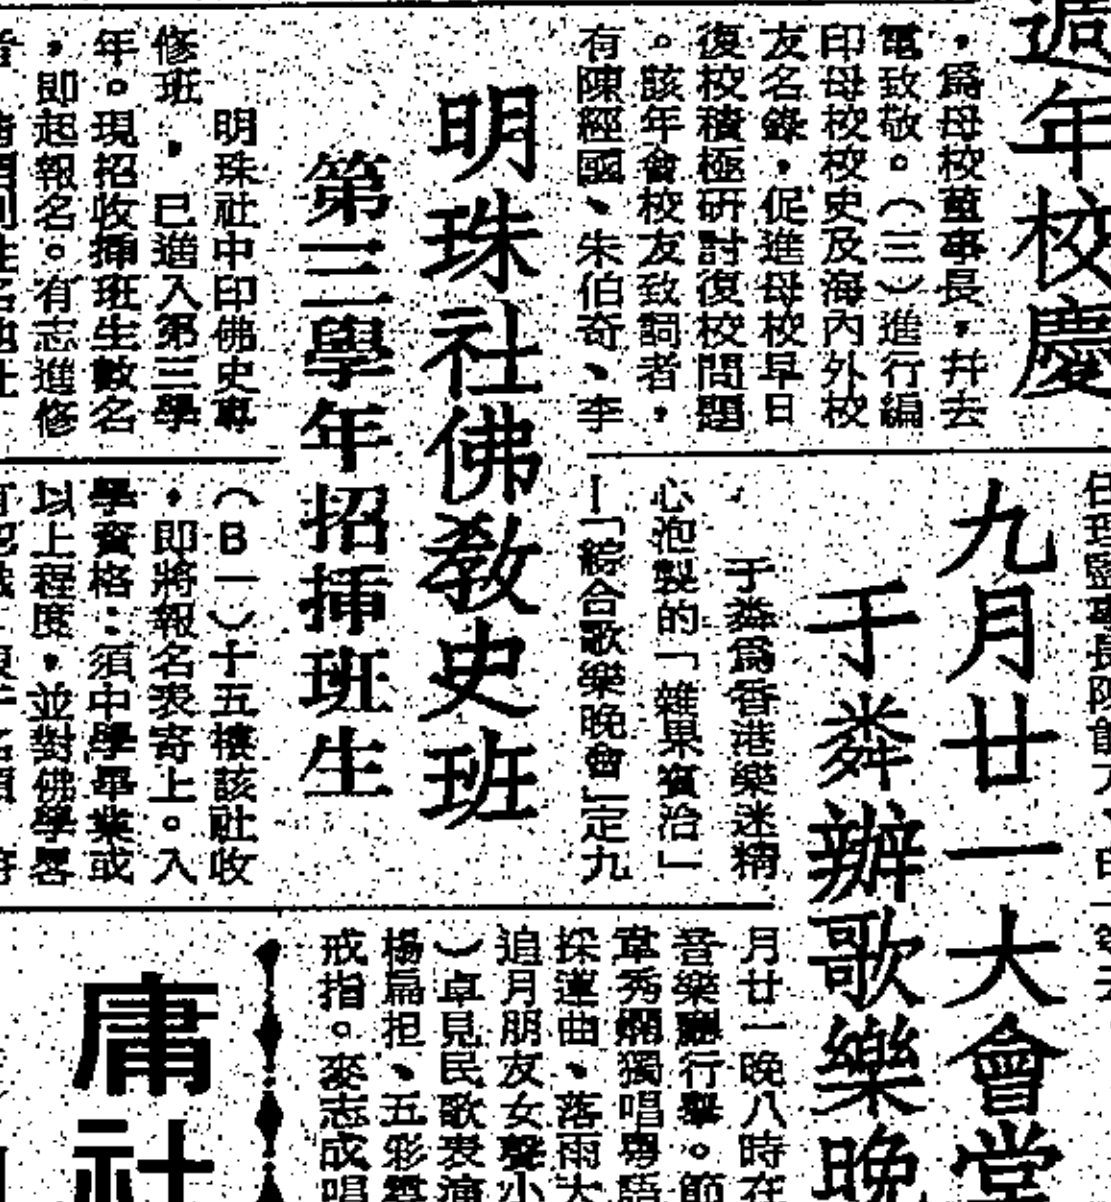 週年校慶
，爲母校董事長，幷去
電致敬。（三）進行編
印母校校史及海內外校
友名錄，促進母校早日
復校積極研討復校問題
。該年會校友致詞者，
有陳經國、朱伯奇、李
明珠社佛敎史班
第三學年招揷班生
明珠社中印佛史專
修班，已進入第三學
年。現招收揷班生數名
，即起報名。有志進修
（B一）十五樓該社收
，即將報名表寄上。入
學資格：須中學畢業或
以上程度，並對佛學畧
九月廿一大會堂
于粦辦歌樂晚
于粦爲香港樂迷精
心泡製的「雜果賓治」
—「綜合歌樂晚會」定九
月廿一晚八時在
音樂廳行舉。節
韋秀嫻獨唱粵語
採蓮曲、落雨大
追月朋友女聲小
）卓見民歌表演
楊扁担、五彩
戒指。麥志成唱
庸社